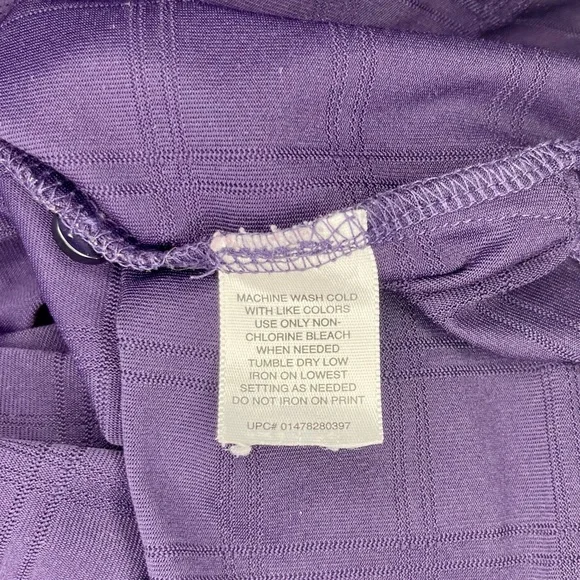 MACHINE WASH COLD
WITH LIKE COLORS
USE ONLY NON-
CHLORINE BLEACH
WHEN NEEDED
TUMBLE DRY LOW
IRON ON LOWEST
SETTING AS NEEDED
DO NOT IRON ON PRINT
UPC# 01478280397